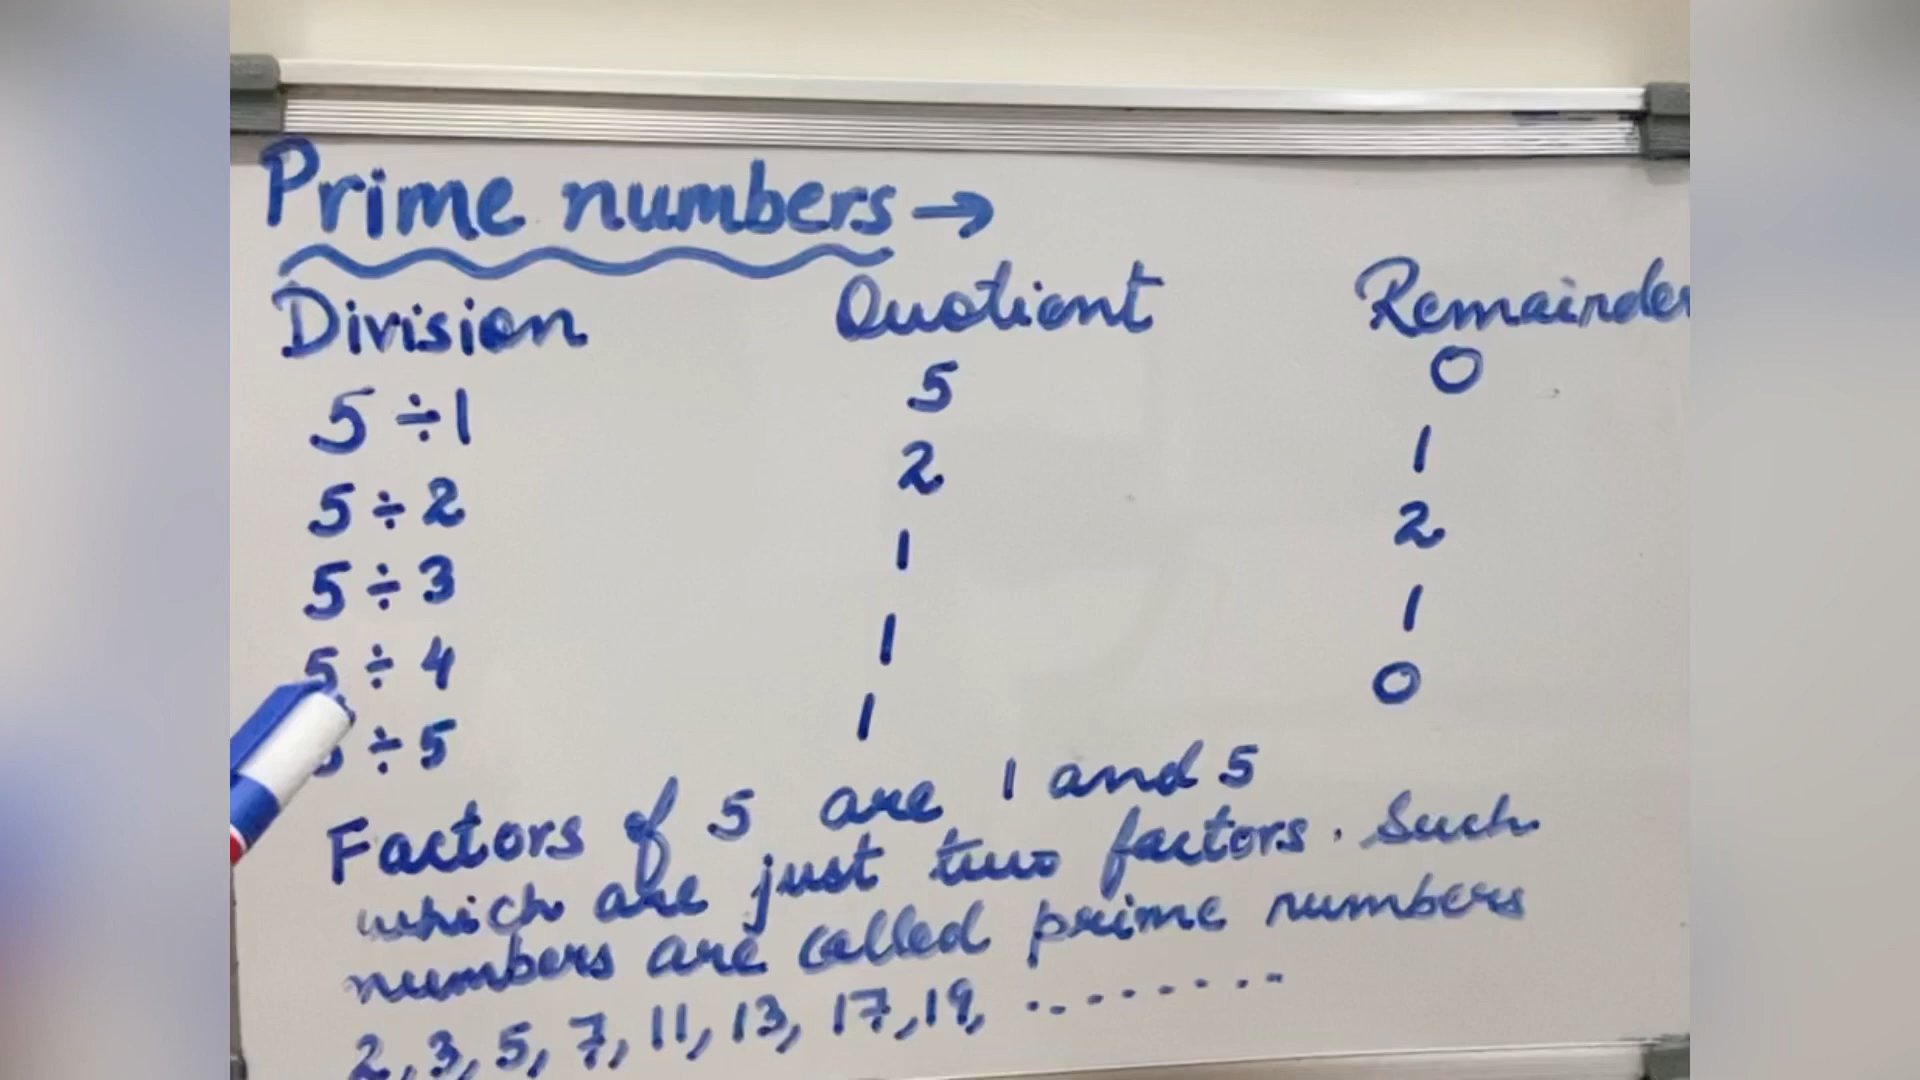 Prime numbers →
Division Quotient Remainder
5 ÷ 1 5 0
5 ÷ 2 2 1
5 ÷ 3 1 2
5 ÷ 4 1 1
5 ÷ 5 1 0
Factors of 5 are 1 and 5
which are just two factors. Such
numbers are called prime numbers
2, 3, 5, 7, 11, 13, 17, 19, ........